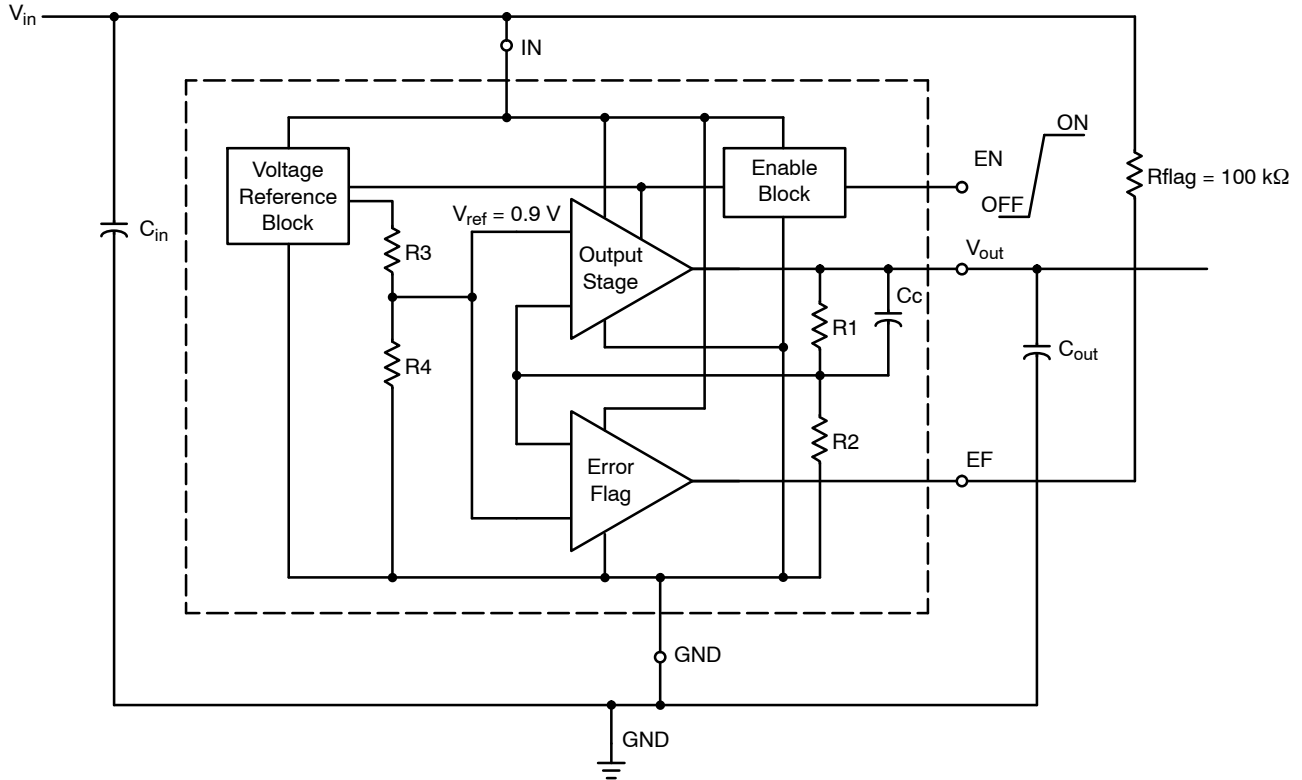 Vin
IN
Voltage
Reference
Block
Enable
Block
ON
EN
OFF
Rflag = 100 kΩ
Cin
R3
Vref = 0.9 V
Output
Stage
Vout
Cc
R1
Cout
R4
R2
Error
Flag
EF
GND
GND